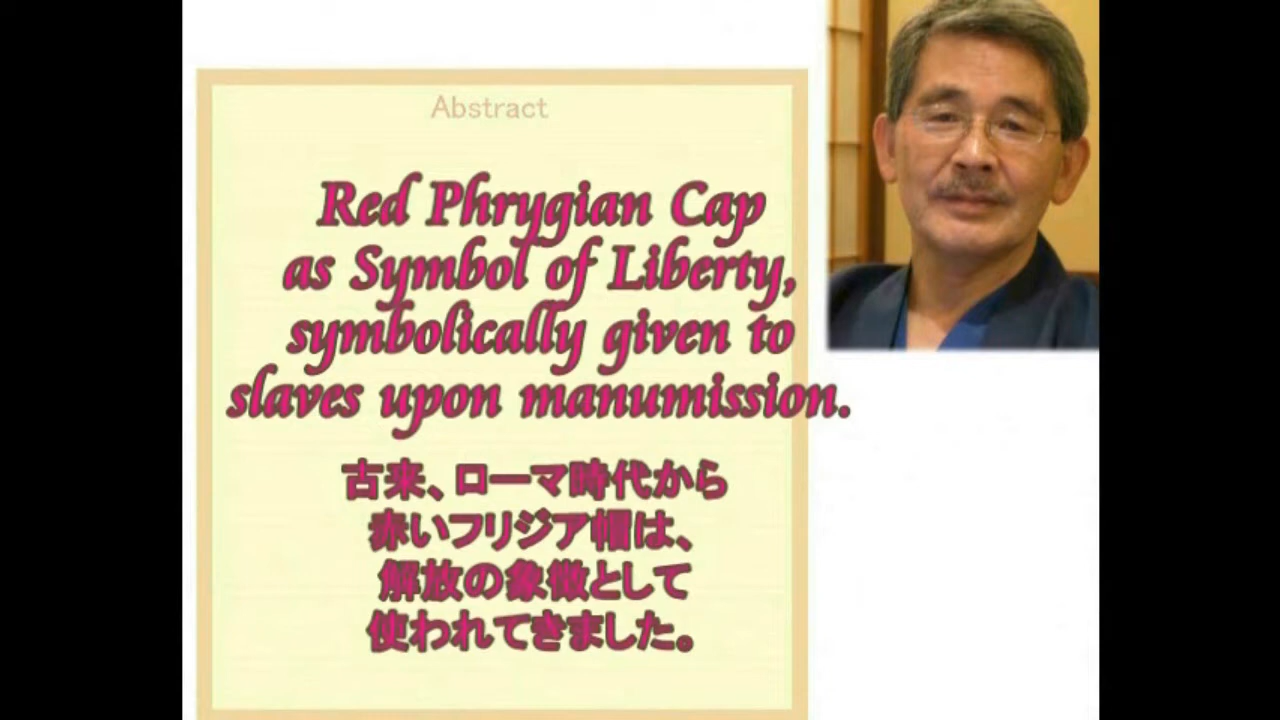 Abstract
Red Phrygian Cap
as Symbol of Liberty,
symbolically given to
slaves upon manumission.
古来、ローマ時代から
赤いフリジア帽は、
解放の象徴として
使われてきました。